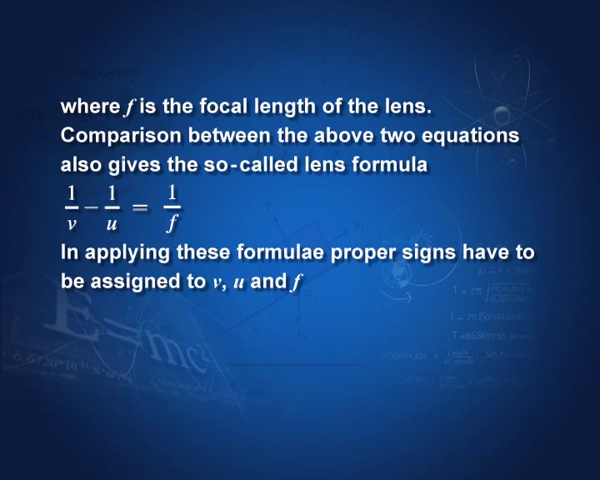 where f is the focal length of the lens.
Comparison between the above two equations
also gives the so-called lens formula
1/v − 1/u = 1/f
In applying these formulae proper signs have to
be assigned to v, u and f
E=mc²